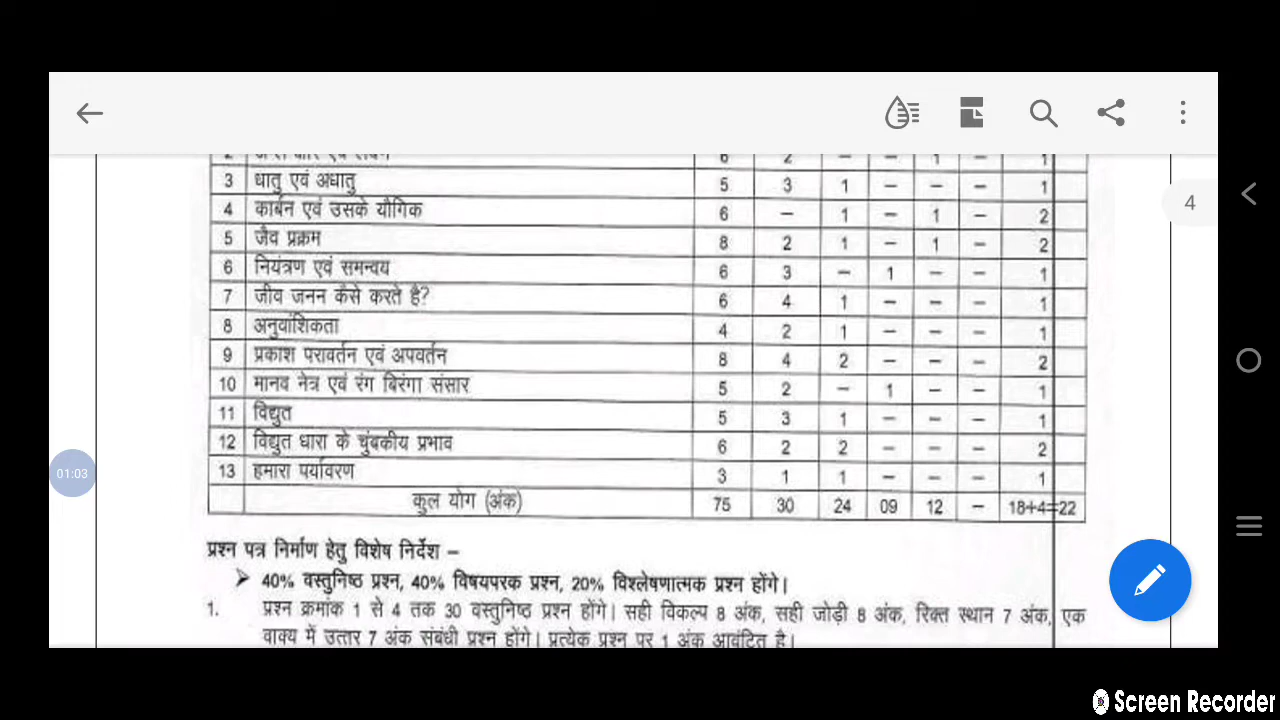 4
2 6 2 – – 1 – 1
3 धातु एवं अधातु 5 3 1 – – – 1
4 कार्बन एवं उसके यौगिक 6 – 1 – 1 – 2
5 जैव प्रक्रम 8 2 1 – 1 – 2
6 नियंत्रण एवं समन्वय 6 3 – 1 – – 1
7 जीव जनन कैसे करते है? 6 4 1 – – – 1
8 अनुवांशिकता 4 2 1 – – – 1
9 प्रकाश परावर्तन एवं अपवर्तन 8 4 2 – – – 2
10 मानव नेत्र एवं रंग बिरंगा संसार 5 2 – 1 – – 1
11 विद्युत 5 3 1 – – – 1
12 विद्युत धारा के चुंबकीय प्रभाव 6 2 2 – – – 2
13 हमारा पर्यावरण 3 1 1 – – – 1
कुल योग (अंक) 75 30 24 09 12 – 18+4=22
प्रश्न पत्र निर्माण हेतु विशेष निर्देश –
➢ 40% वस्तुनिष्ठ प्रश्न, 40% विषयपरक प्रश्न, 20% विश्लेषणात्मक प्रश्न होंगे।
1. प्रश्न क्रमांक 1 से 4 तक 30 वस्तुनिष्ठ प्रश्न होंगे। सही विकल्प 8 अंक, सही जोड़ी 8 अंक, रिक्त स्थान 7 अंक, एक
वाक्य में उत्तर 7 अंक संबंधी प्रश्न होंगे। प्रत्येक प्रश्न पर 1 अंक आवंटित है।
01:03
Screen Recorder